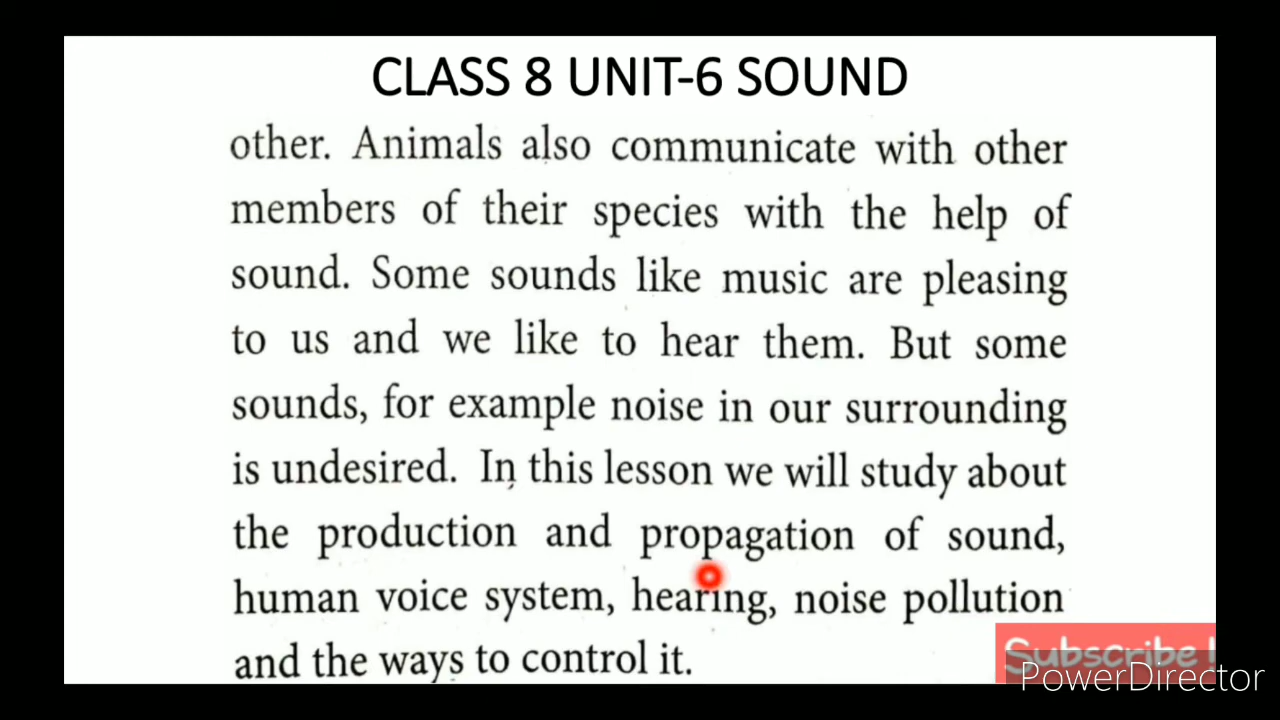 CLASS 8 UNIT-6 SOUND
other. Animals also communicate with other
members of their species with the help of
sound. Some sounds like music are pleasing
to us and we like to hear them. But some
sounds, for example noise in our surrounding
is undesired. In this lesson we will study about
the production and propagation of sound,
human voice system, hearing, noise pollution
and the ways to control it.
Subscribe !
PowerDirector